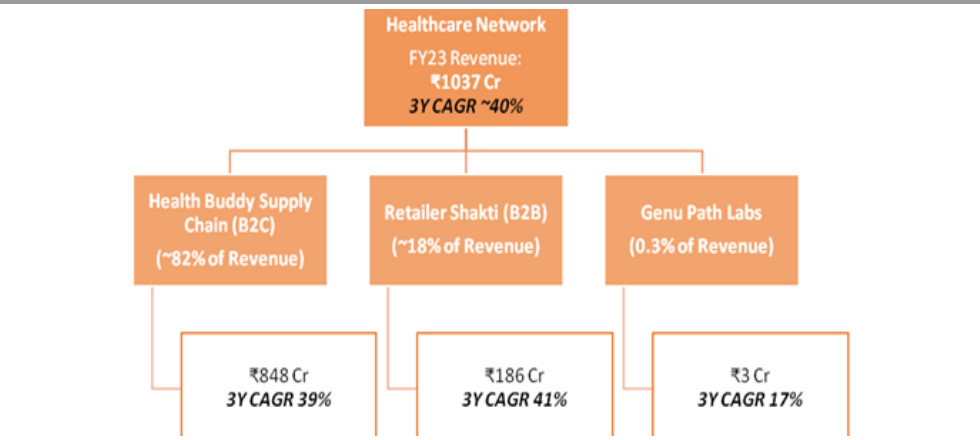 Healthcare Network
FY23 Revenue:
₹1037 Cr
3Y CAGR ~40%
Health Buddy Supply
Chain (B2C)
(~82% of Revenue)
Retailer Shakti (B2B)
(~18% of Revenue)
Genu Path Labs
(0.3% of Revenue)
₹848 Cr
3Y CAGR 39%
₹186 Cr
3Y CAGR 41%
₹3 Cr
3Y CAGR 17%